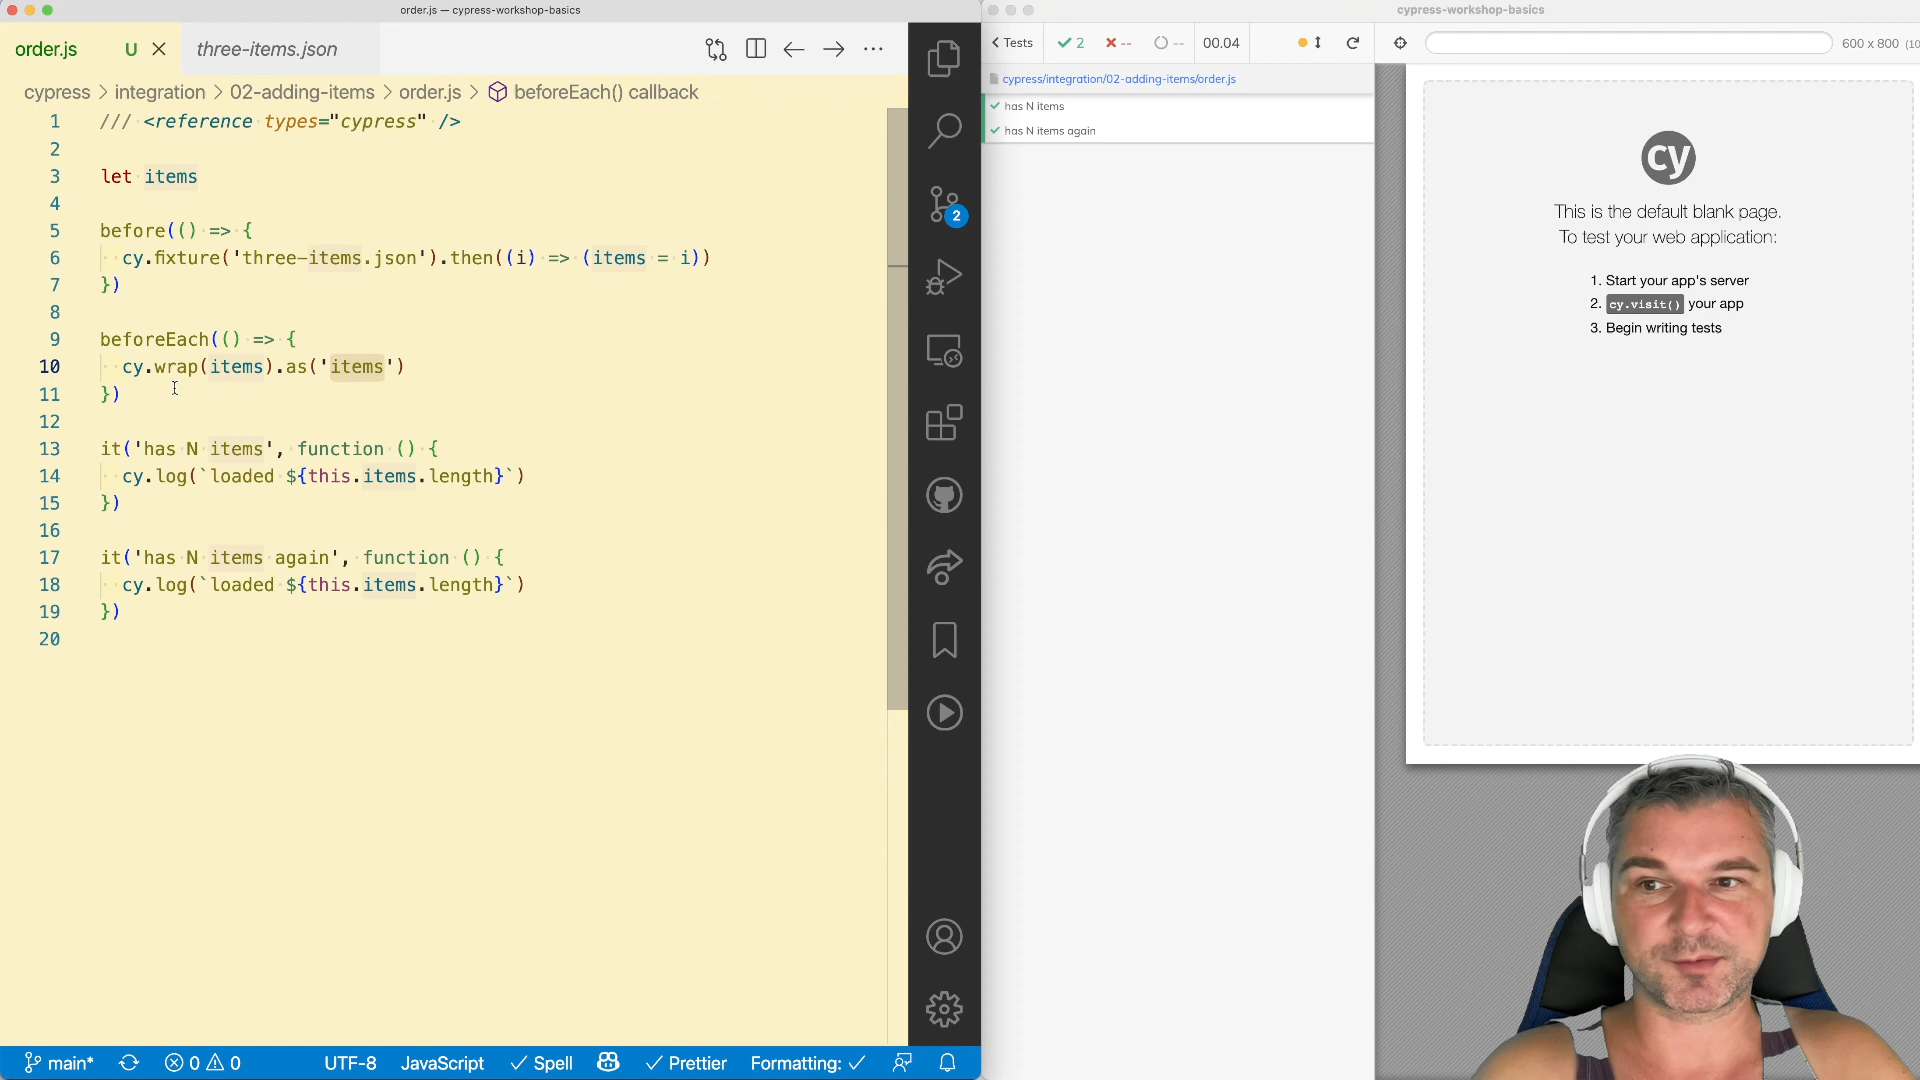 order.js — cypress-workshop-basics
order.js U
three-items.json
cypress > integration > 02-adding-items > order.js > beforeEach() callback
1 /// <reference types="cypress" />
2
3 let items
4
5 before(() => {
6 cy.fixture('three-items.json').then((i) => (items = i))
7 })
8
9 beforeEach(() => {
10 cy.wrap(items).as('items')
11 })
12
13 it('has N items', function () {
14 cy.log(`loaded ${this.items.length}`)
15 })
16
17 it('has N items again', function () {
18 cy.log(`loaded ${this.items.length}`)
19 })
20
2
main* 0 0 UTF-8 JavaScript Spell Prettier Formatting:
cypress-workshop-basics
< Tests 2 -- -- 00.04
600 x 800 (10
cypress/integration/02-adding-items/order.js
has N items
has N items again
cy
This is the default blank page.
To test your web application:
1. Start your app's server
2. cy.visit() your app
3. Begin writing tests